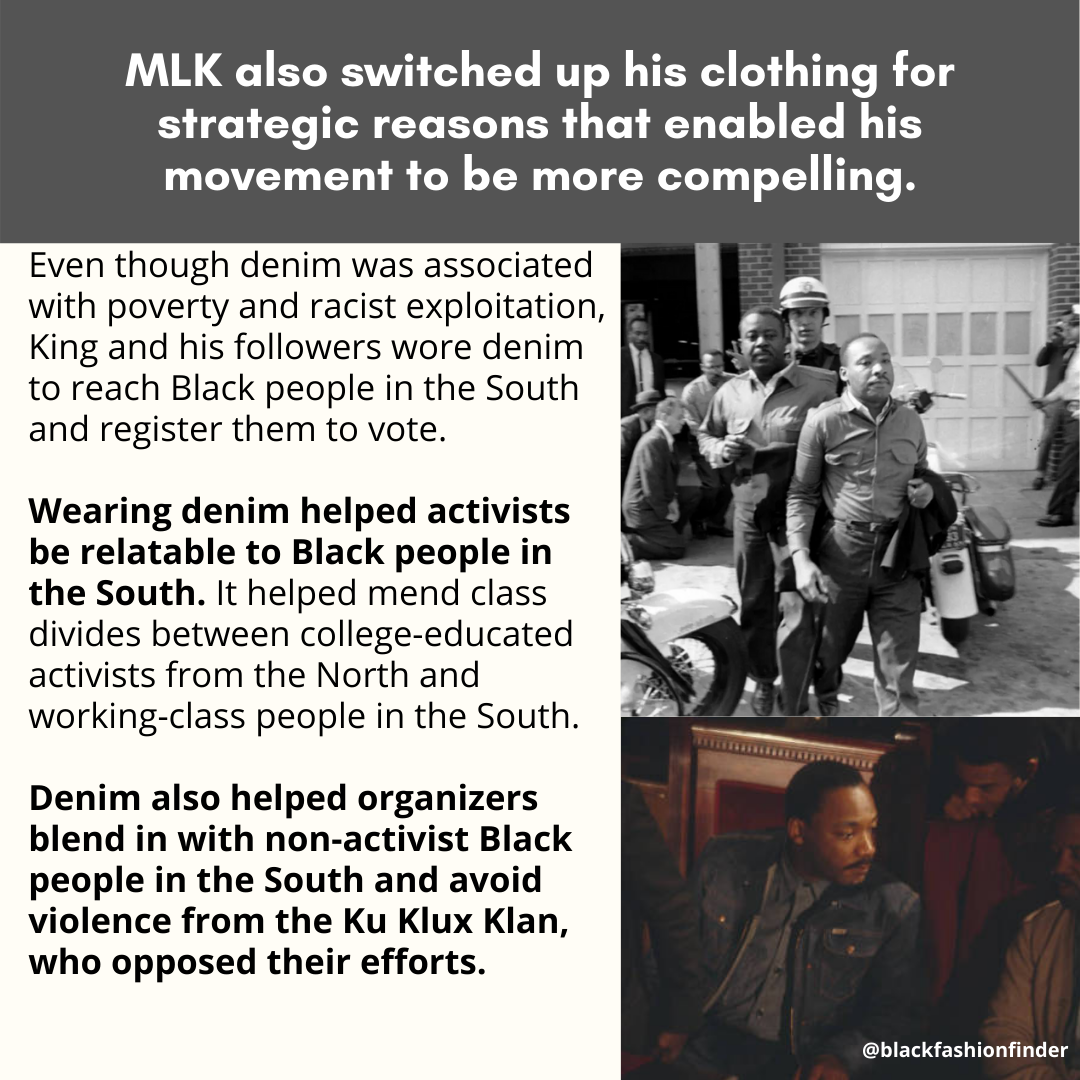 MLK also switched up his clothing for
strategic reasons that enabled his
movement to be more compelling.
Even though denim was associated
with poverty and racist exploitation,
King and his followers wore denim
to reach Black people in the South
and register them to vote.
Wearing denim helped activists
be relatable to Black people in
the South. It helped mend class
divides between college-educated
activists from the North and
working-class people in the South.
Denim also helped organizers
blend in with non-activist Black
people in the South and avoid
violence from the Ku Klux Klan,
who opposed their efforts.
@blackfashionfinder